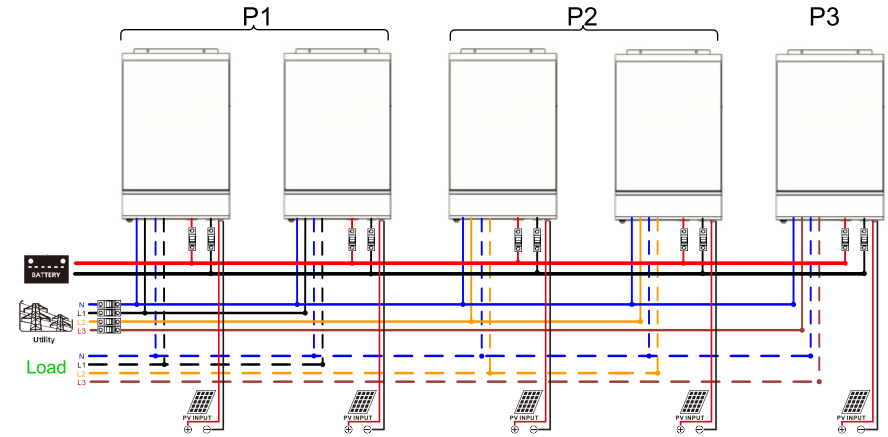 P1 P2 P3
BATTERY
N
L1
L2
L3
Utility
Load
N
L1
L2
L3
PV INPUT PV INPUT PV INPUT PV INPUT PV INPUT